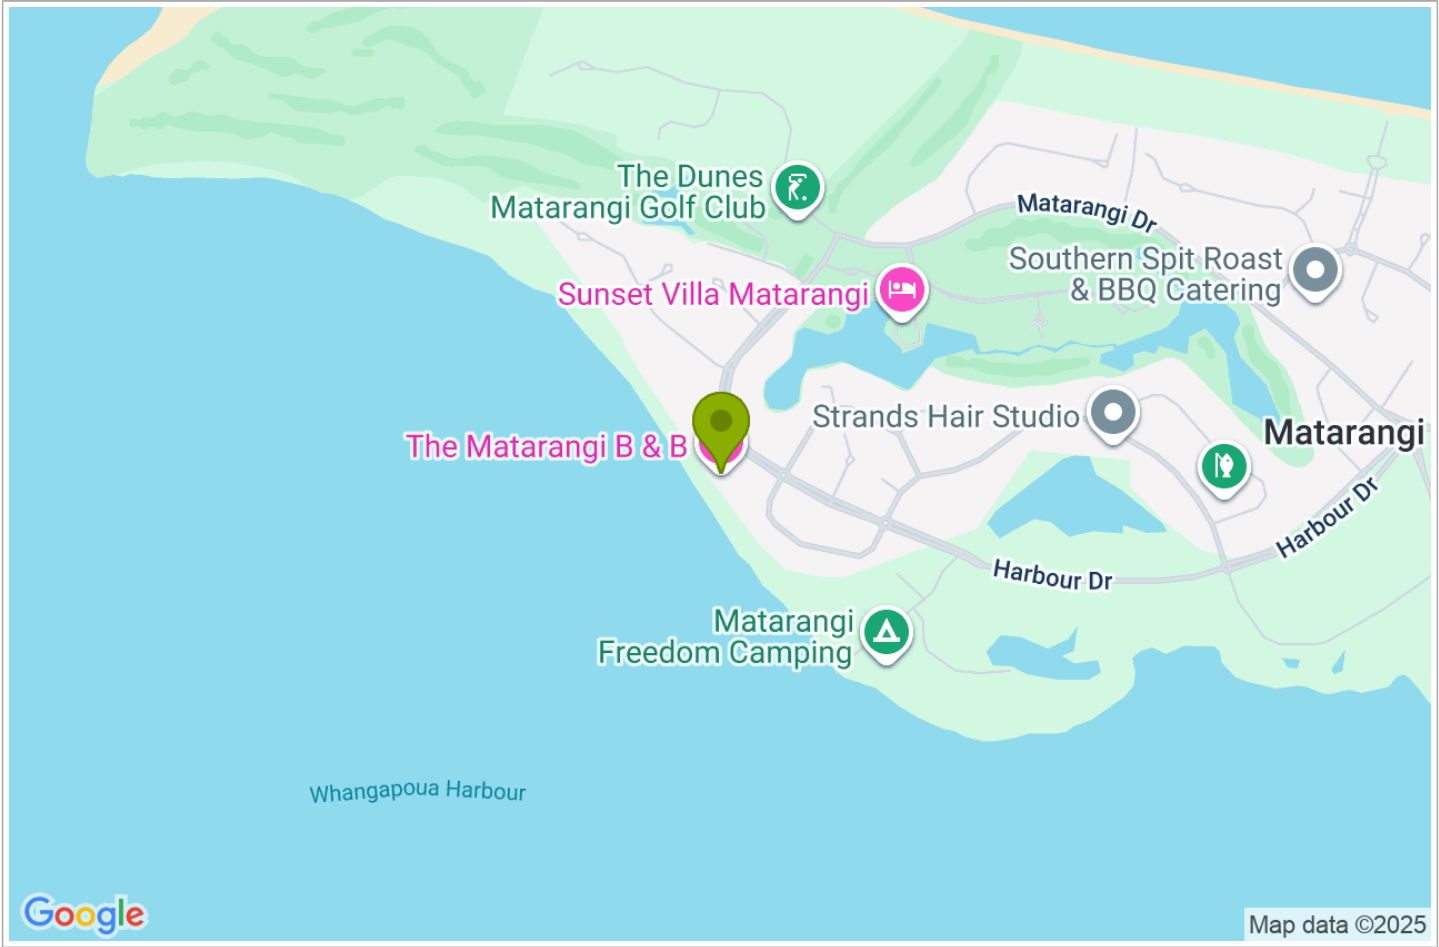 The Dunes
Matarangi Golf Club
Matarangi Dr
Southern Spit Roast
& BBQ Catering
Sunset Villa Matarangi
Strands Hair Studio
The Matarangi B & B
Matarangi
Harbour Dr
Harbour Dr
Matarangi
Freedom Camping
Whangapoua Harbour
Google
Map data ©2025